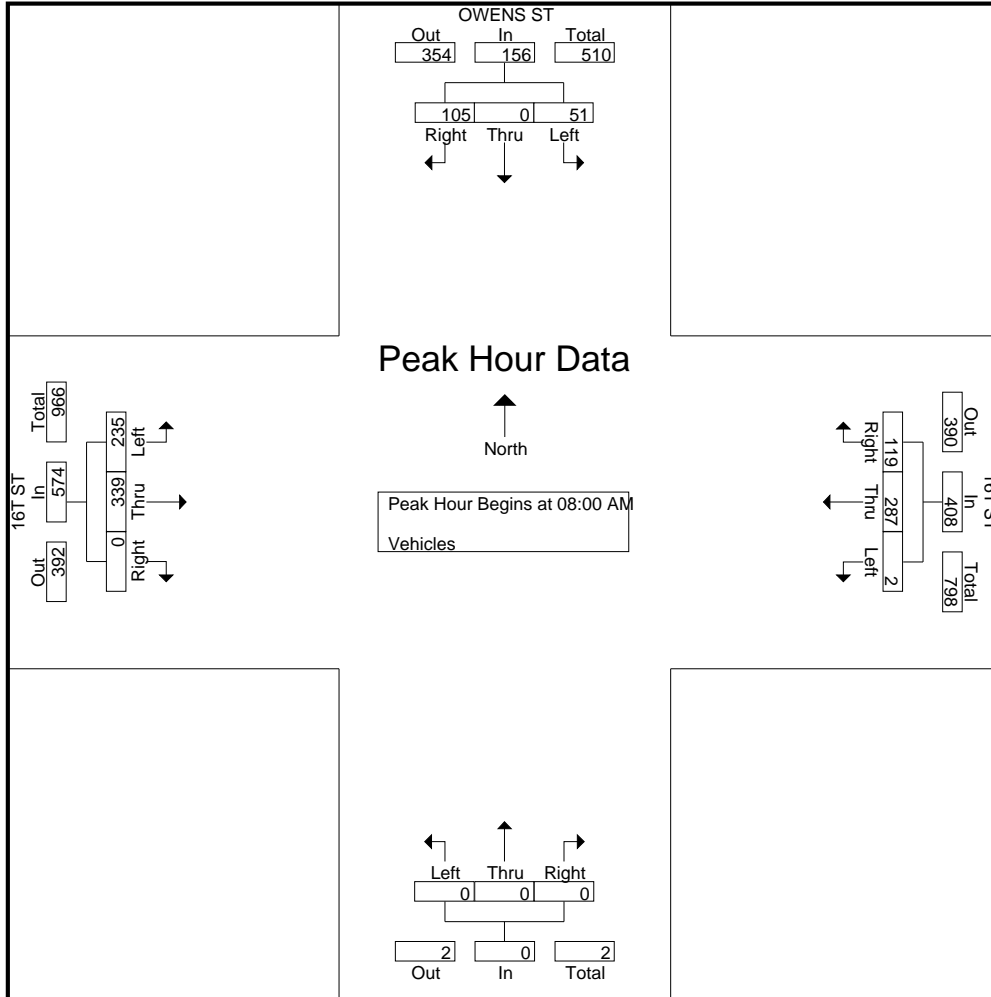 OWENS ST
Out In Total
354 156 510
105 0 51
Right Thru Left
Peak Hour Data
North
Peak Hour Begins at 08:00 AM
Vehicles
16T ST
Total In Out
966 574 392
235 339 0
Left Thru Right
Right Thru Left
119 287 2
Out In Total
390 408 798
16T ST
Left Thru Right
0 0 0
2 0 2
Out In Total